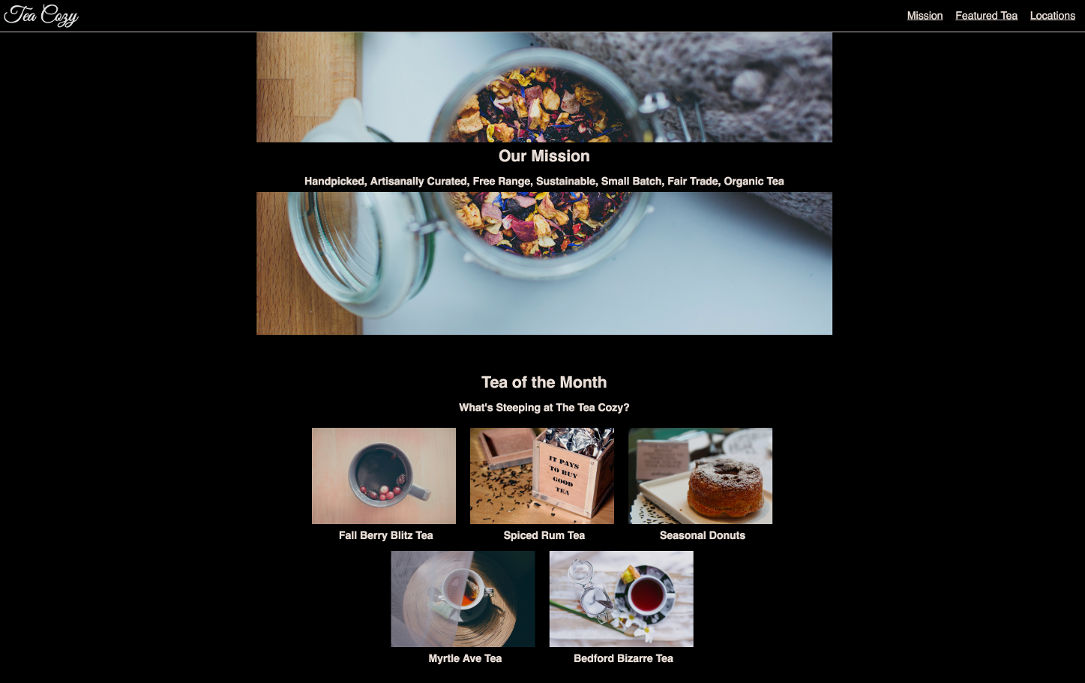 Tea Cozy
Mission Featured Tea Locations
Our Mission
Handpicked, Artisanally Curated, Free Range, Sustainable, Small Batch, Fair Trade, Organic Tea
Tea of the Month
What's Steeping at The Tea Cozy?
IT PAYS
TO BUY
GOOD
TEA
Fall Berry Blitz Tea
Spiced Rum Tea
Seasonal Donuts
Myrtle Ave Tea
Bedford Bizarre Tea